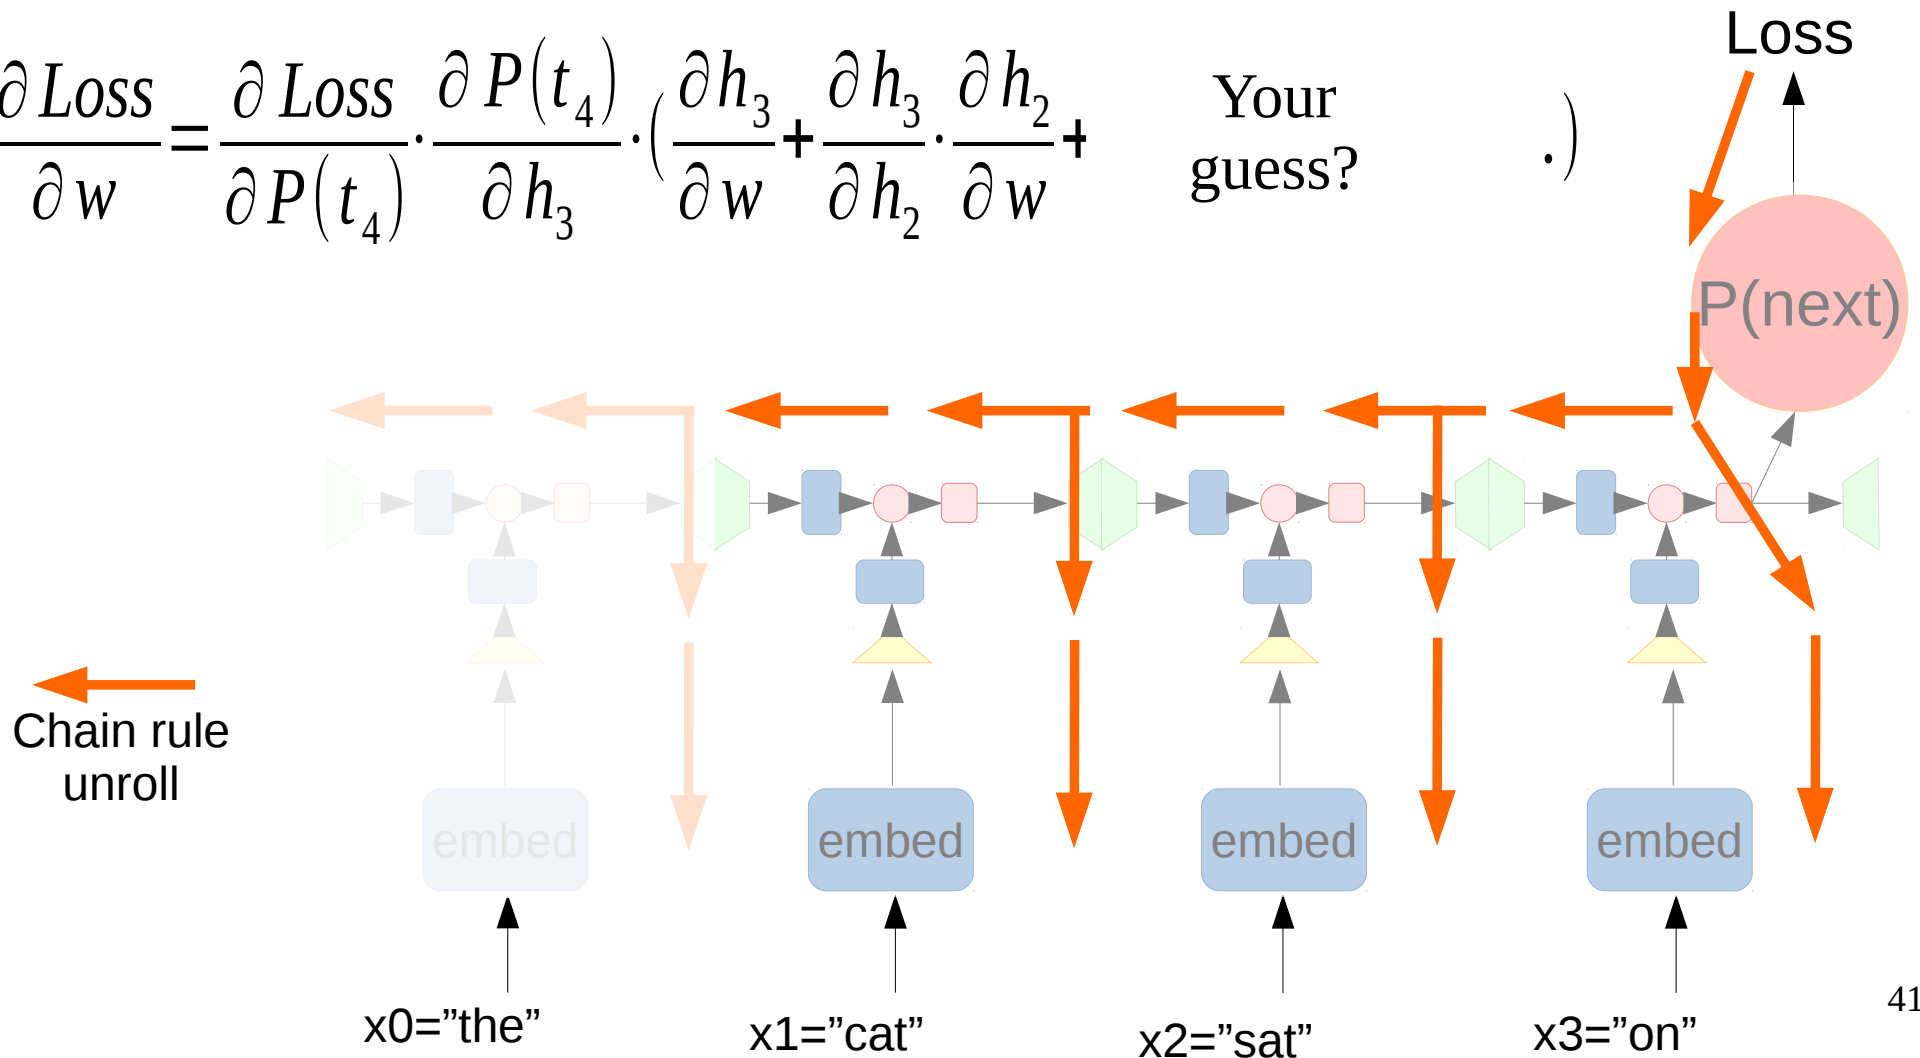 Loss
∂Loss/∂w = ∂Loss/∂P(t₄) · ∂P(t₄)/∂h₃ · (∂h₃/∂w + ∂h₃/∂h₂ · ∂h₂/∂w + Your guess? .)
P(next)
Chain rule
unroll
embed embed embed embed
x0=”the” x1=”cat” x2=”sat” x3=”on”
41